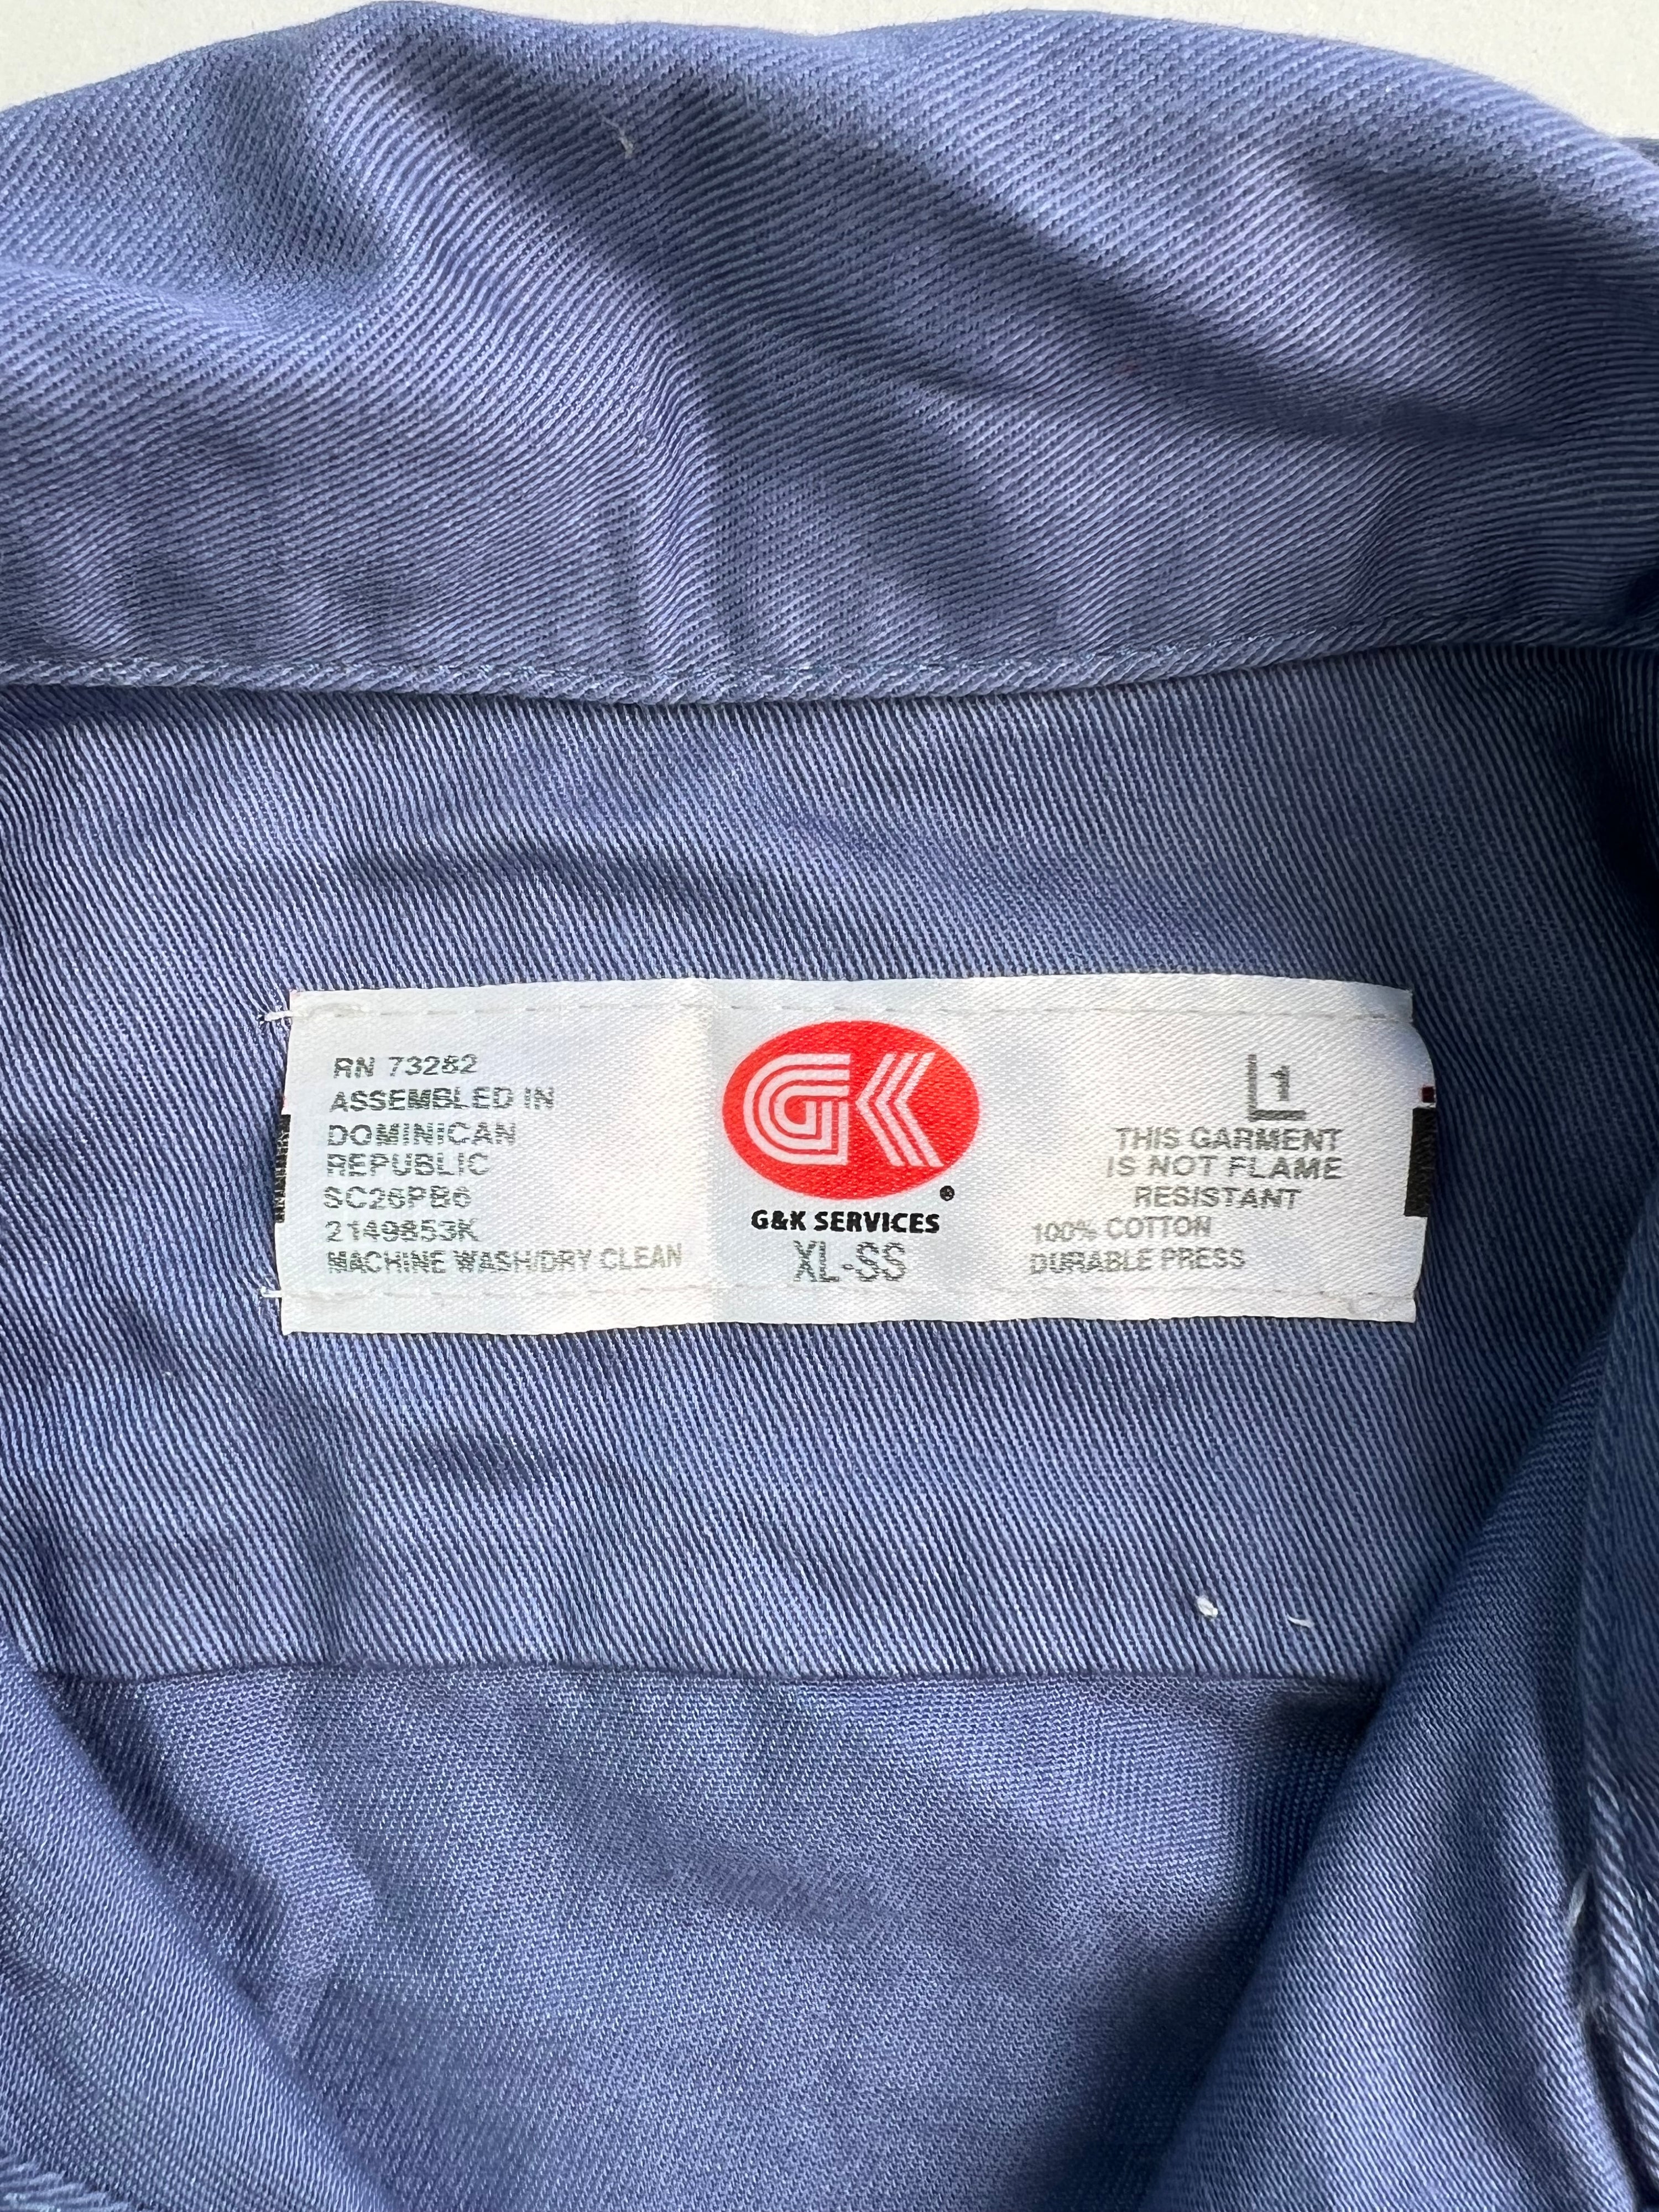 RN 73282
ASSEMBLED IN
DOMINICAN
REPUBLIC
SC26PB6
2149853K
MACHINE WASH/DRY CLEAN
GK
®
G&K SERVICES
XL-SS
1
THIS GARMENT
IS NOT FLAME
RESISTANT
100% COTTON
DURABLE PRESS